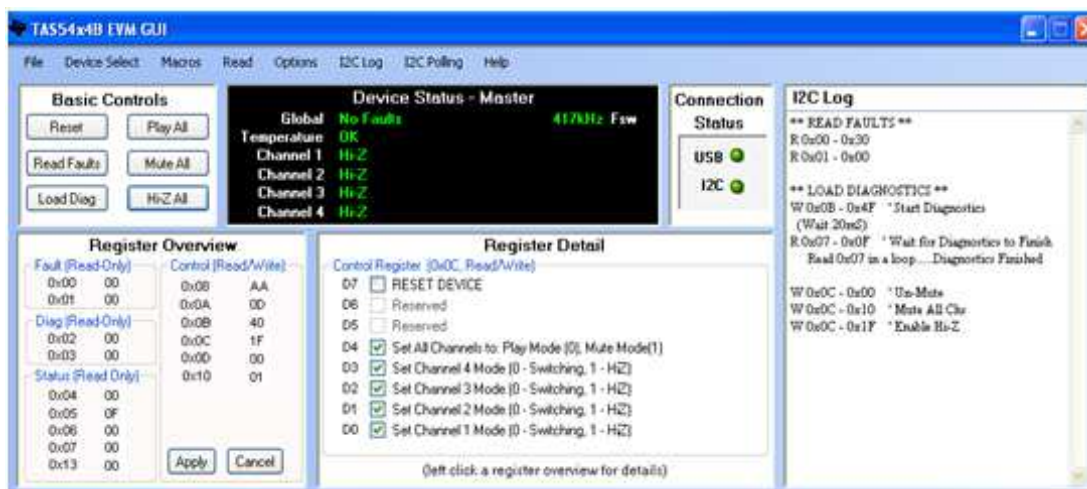 TAS54x4B EVM GUI
File Device Select Macros Read Options I2C Log I2C Polling Help
Basic Controls
Reset Play All
Read Faults Mute All
Load Diag Hi-Z All
Device Status - Master
Global No Faults 417kHz Fsw
Temperature OK
Channel 1 Hi-Z
Channel 2 Hi-Z
Channel 3 Hi-Z
Channel 4 Hi-Z
Connection
Status
USB
I2C
I2C Log
** READ FAULTS **
R 0x00 - 0x30
R 0x01 - 0x00
** LOAD DIAGNOSTICS **
W 0x0B - 0x4F 'Start Diagnostics
(Wait 20mS)
R 0x07 - 0x0F 'Wait for Diagnostics to Finish
Read 0x07 in a loop.....Diagnostics Finished
W 0x0C - 0x00 'Un-Mute
W 0x0C - 0x10 'Mute All Chs
W 0x0C - 0x1F 'Enable Hi-Z
Register Overview
Fault (Read-Only)
0x00 00
0x01 00
Diag (Read-Only)
0x02 00
0x03 00
Status (Read Only)
0x04 00
0x05 0F
0x06 00
0x07 00
0x13 00
Control (Read/Write)
0x08 AA
0x0A 0D
0x0B 40
0x0C 1F
0x0D 00
0x10 01
Apply Cancel
Register Detail
Control Register (0x0C, Read/Write)
D7 RESET DEVICE
D6 Reserved
D5 Reserved
D4 Set All Channels to: Play Mode (0), Mute Mode(1)
D3 Set Channel 4 Mode (0 - Switching, 1 - HiZ)
D2 Set Channel 3 Mode (0 - Switching, 1 - HiZ)
D1 Set Channel 2 Mode (0 - Switching, 1 - HiZ)
D0 Set Channel 1 Mode (0 - Switching, 1 - HiZ)
(left click a register overview for details)